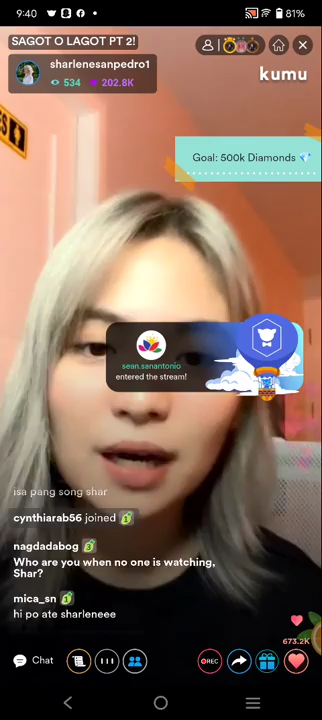 9:40
81%
SAGOT O LAGOT PT 2!
sharlenesanpedro1
534 202.8K
kumu
Goal: 500k Diamonds 💎
sean.sanantonio
entered the stream!
isa pang song shar
cynthiarab56 joined
nagdadabog
Who are you when no one is watching,
Shar?
mica_sn
hi po ate sharleneee
673.2K
Chat
REC